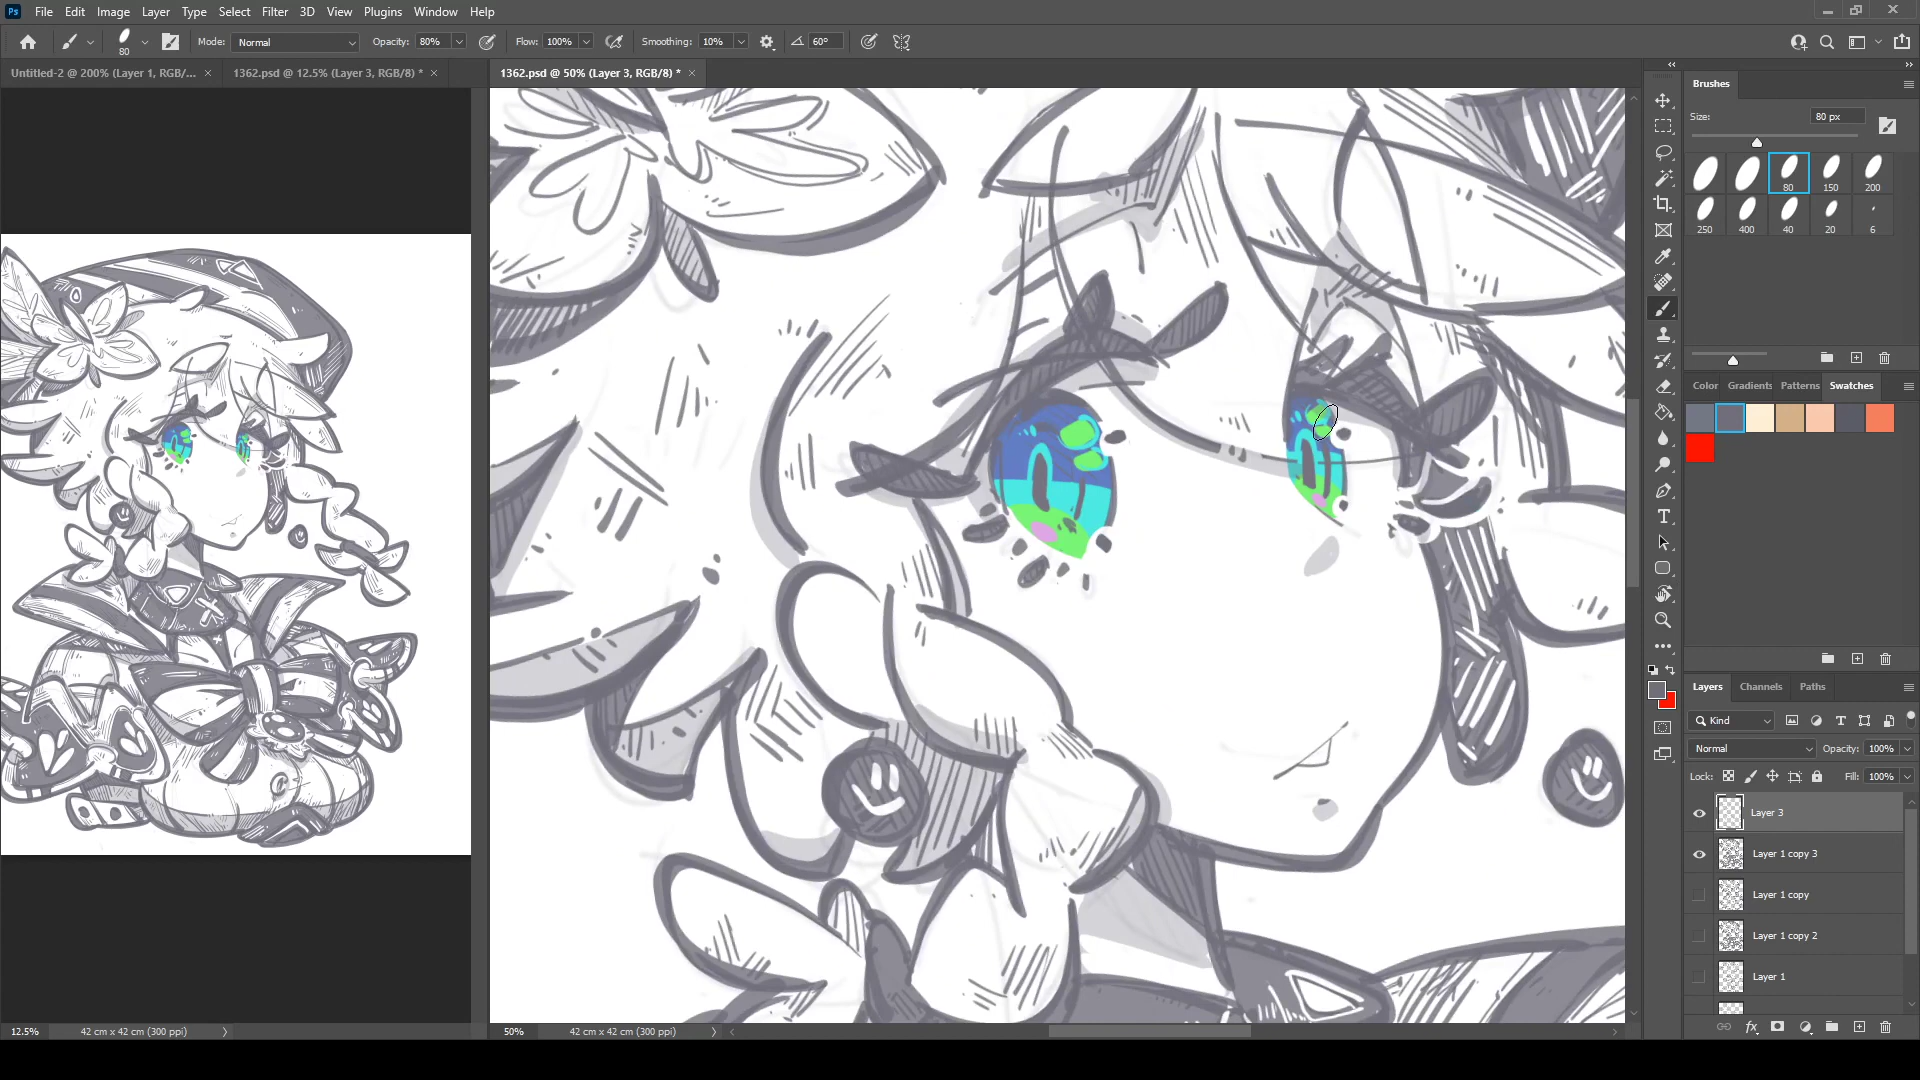 Ps File Edit Image Layer Type Select Filter 3D View Plugins Window Help
80 Mode: Normal Opacity: 80% Flow: 100% Smoothing: 10% 60°
Untitled-2 @ 200% (Layer 1, RGB/... × 1362.psd @ 12.5% (Layer 3, RGB/8) * × 1362.psd @ 50% (Layer 3, RGB/8) * ×
Brushes
Size: 80 px
80 150 200
250 400 40 20 6
Color Gradients Patterns Swatches
Layers Channels Paths
Kind
Normal Opacity: 100%
Lock: Fill: 100%
Layer 3
Layer 1 copy 3
Layer 1 copy
Layer 1 copy 2
Layer 1
12.5% 42 cm x 42 cm (300 ppi) 50% 42 cm x 42 cm (300 ppi)